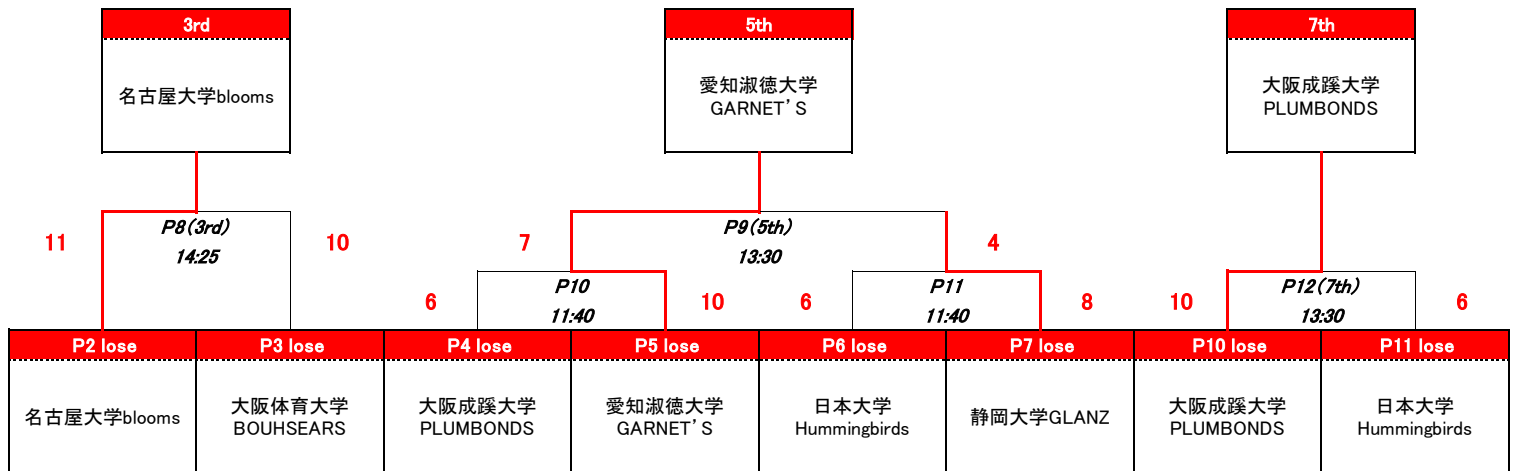 3rd
5th
7th
名古屋大学blooms
愛知淑徳大学
GARNET’S
大阪成蹊大学
PLUMBONDS
11
P8(3rd)
14:25
10
7
P9(5th)
13:30
4
6
P10
11:40
10
6
P11
11:40
8
10
P12(7th)
13:30
6
P2 lose
P3 lose
P4 lose
P5 lose
P6 lose
P7 lose
P10 lose
P11 lose
名古屋大学blooms
大阪体育大学
BOUHSEARS
大阪成蹊大学
PLUMBONDS
愛知淑徳大学
GARNET’S
日本大学
Hummingbirds
静岡大学GLANZ
大阪成蹊大学
PLUMBONDS
日本大学
Hummingbirds